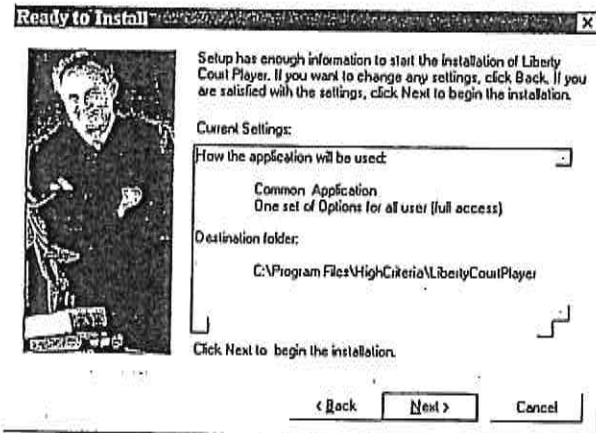 Ready to Install
Setup has enough information to start the installation of Liberty
Court Player. If you want to change any settings, click Back. If you
are satisfied with the settings, click Next to begin the installation.
Current Settings:
How the application will be used:
Common Application
One set of Options for all user (full access)
Destination folder:
C:\Program Files\HighCriteria\LibertyCourtPlayer
Click Next to begin the installation.
< Back
Next >
Cancel